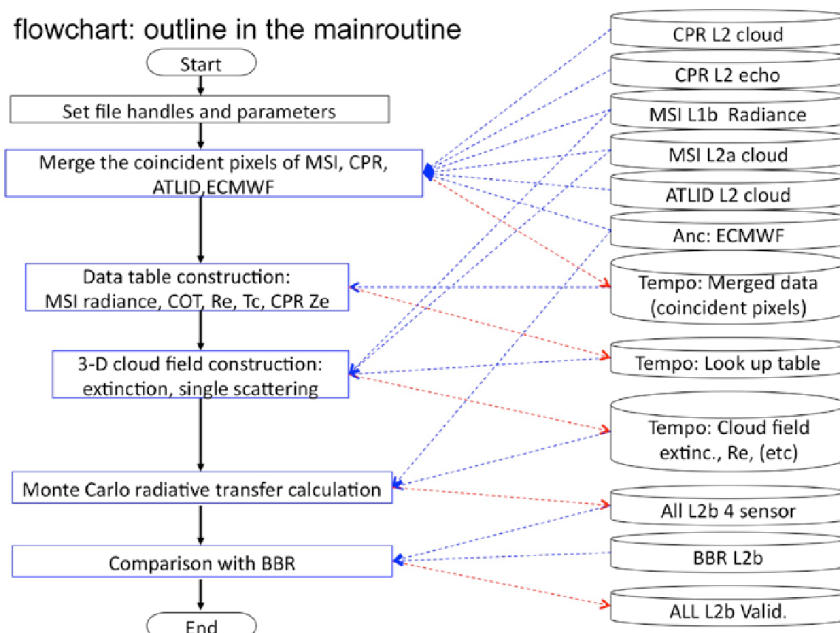 flowchart: outline in the mainroutine
Start
Set file handles and parameters
Merge the coincident pixels of MSI, CPR,
ATLID,ECMWF
Data table construction:
MSI radiance, COT, Re, Tc, CPR Ze
3-D cloud field construction:
extinction, single scattering
Monte Carlo radiative transfer calculation
Comparison with BBR
End
CPR L2 cloud
CPR L2 echo
MSI L1b Radiance
MSI L2a cloud
ATLID L2 cloud
Anc: ECMWF
Tempo: Merged data
(coincident pixels)
Tempo: Look up table
Tempo: Cloud field
extinc., Re, (etc)
All L2b 4 sensor
BBR L2b
ALL L2b Valid.